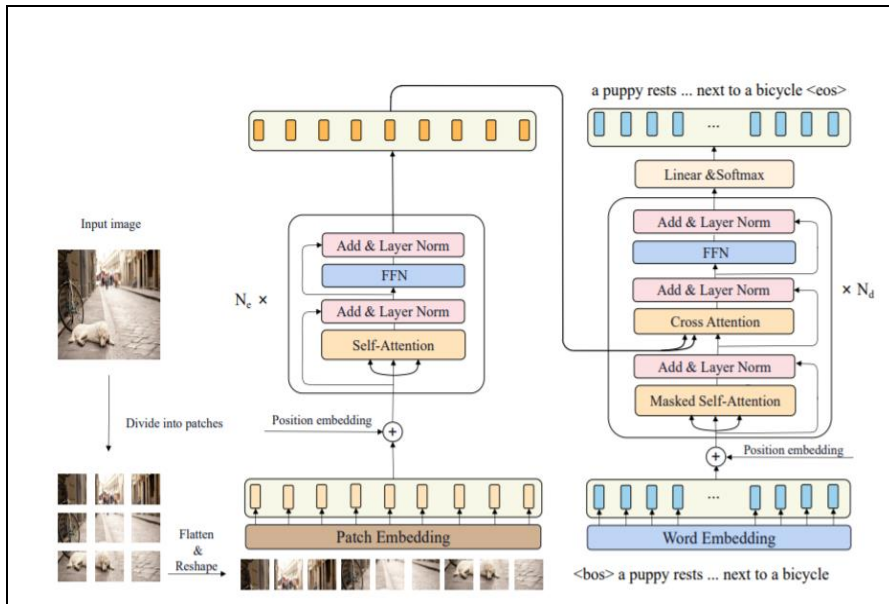 a puppy rests ... next to a bicycle <eos>
...
Linear &Softmax
Input image
Add & Layer Norm
FFN
Add & Layer Norm
Self-Attention
Nₑ ×
Add & Layer Norm
FFN
Add & Layer Norm
Cross Attention
Add & Layer Norm
Masked Self-Attention
× N_d
Divide into patches
Position embedding
+
+
Position embedding
...
Flatten
&
Reshape
Patch Embedding
Word Embedding
<bos> a puppy rests ... next to a bicycle